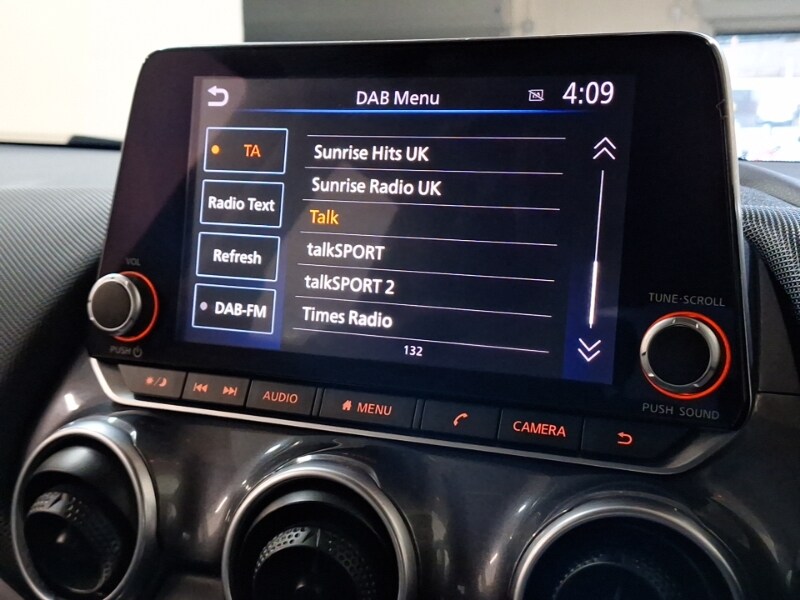 DAB Menu
4:09
TA
Radio Text
Refresh
DAB-FM
Sunrise Hits UK
Sunrise Radio UK
Talk
talkSPORT
talkSPORT 2
Times Radio
132
VOL
PUSH
TUNE·SCROLL
PUSH SOUND
AUDIO
MENU
CAMERA